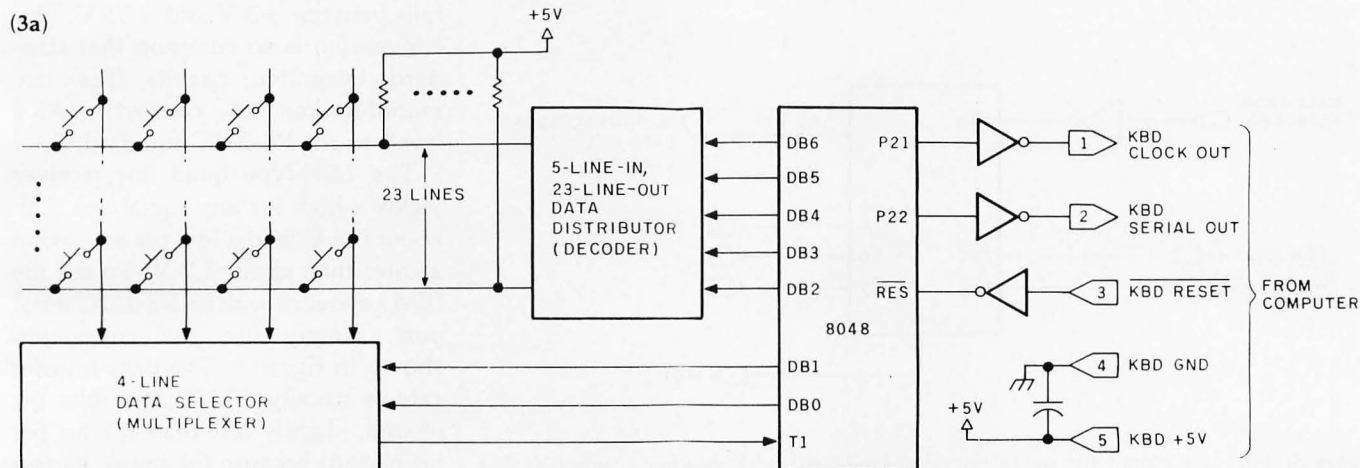 (3a)
+5V
23 LINES
5-LINE-IN,
23-LINE-OUT
DATA
DISTRIBUTOR
(DECODER)
DB6
DB5
DB4
DB3
DB2
DB1
DB0
T1
P21
P22
RES
8048
1
KBD
CLOCK OUT
2
KBD
SERIAL OUT
3
KBD RESET
4
KBD GND
+5V
5
KBD +5V
FROM
COMPUTER
4-LINE
DATA SELECTOR
(MULTIPLEXER)